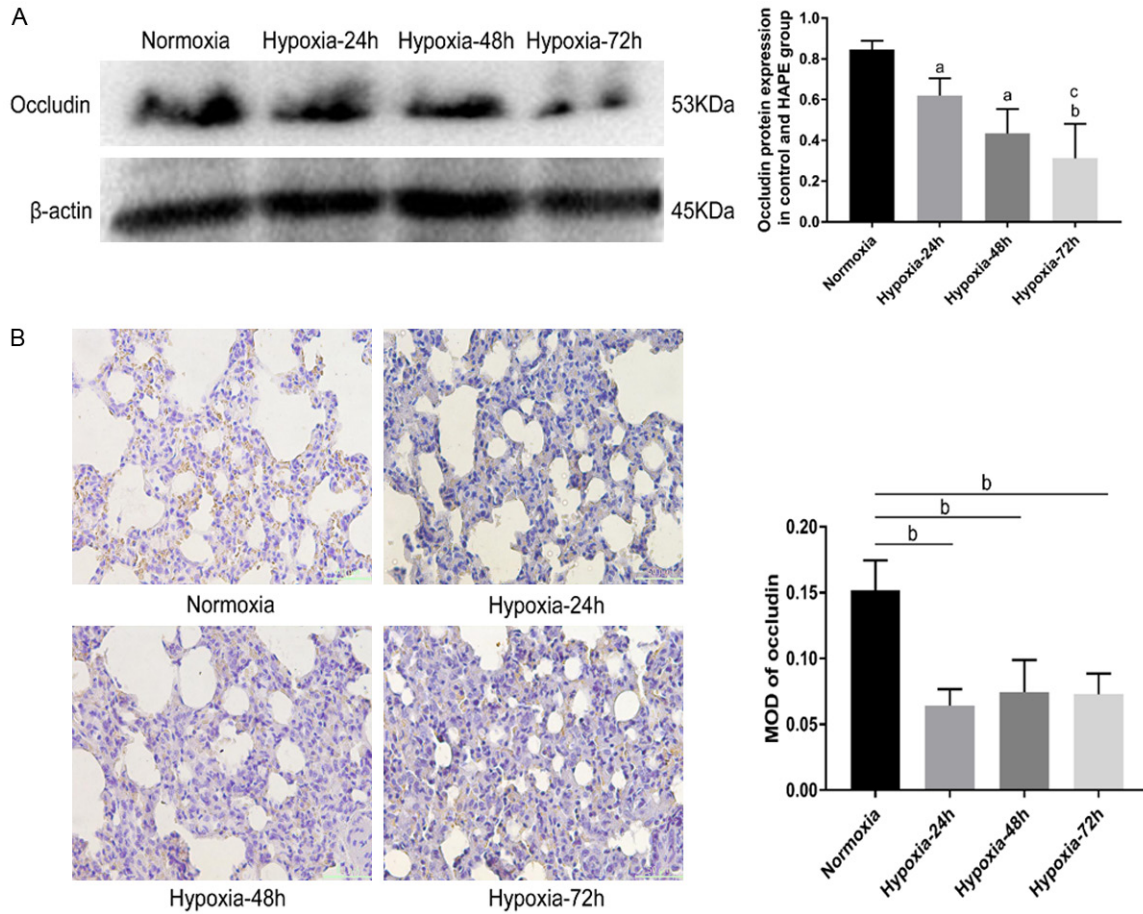 A
Normoxia Hypoxia-24h Hypoxia-48h Hypoxia-72h
Occludin
53KDa
β-actin
45KDa
Occludin protein expression
in control and HAPE group
0.8
0.6
0.4
0.2
0.0
a
a
c
b
Normoxia
Hypoxia-24h
Hypoxia-48h
Hypoxia-72h
B
Normoxia
Hypoxia-24h
Hypoxia-48h
Hypoxia-72h
MOD of occludin
0.20
0.15
0.10
0.05
0.00
b
b
b
Normoxia
Hypoxia-24h
Hypoxia-48h
Hypoxia-72h